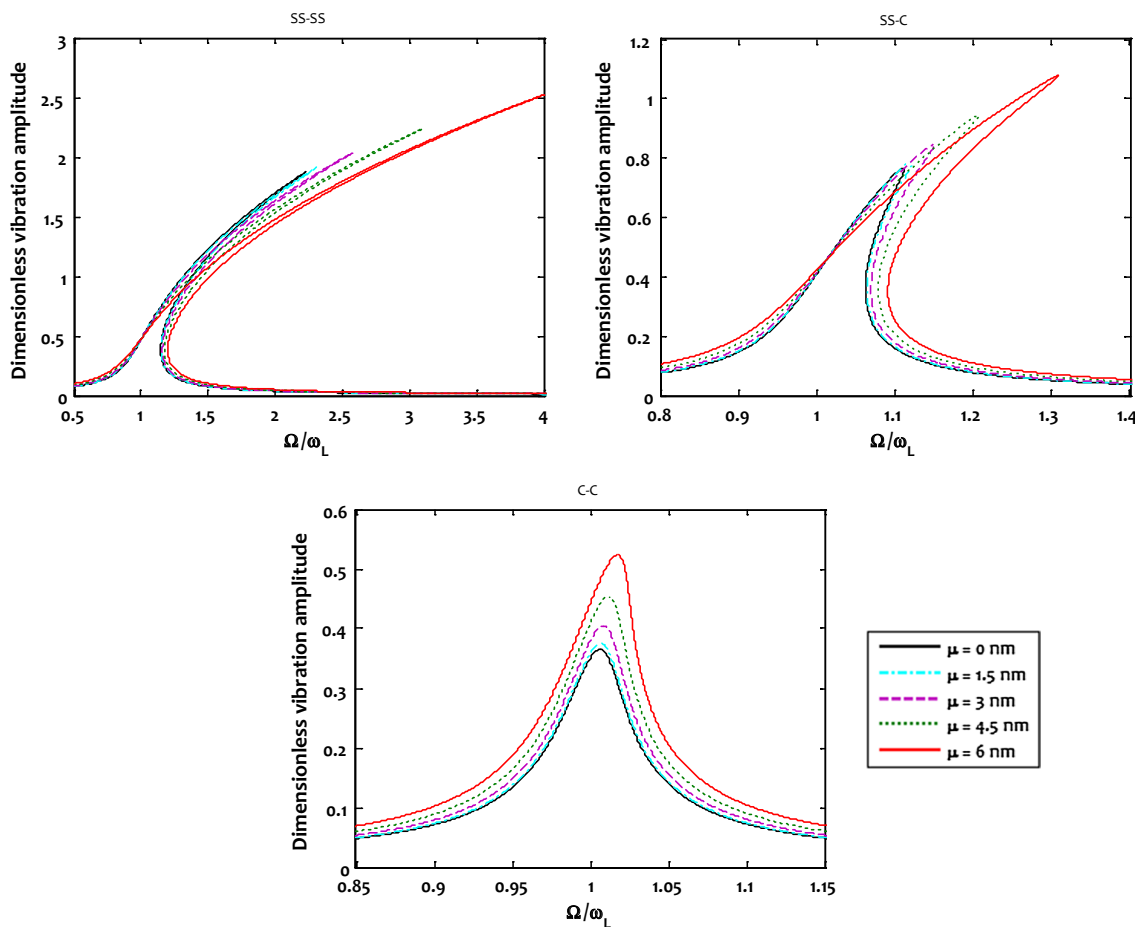 SS-SS
Dimensionless vibration amplitude
3
2.5
2
1.5
1
0.5
0
0.5 1 1.5 2 2.5 3 3.5 4
Ω/ω_L
SS-C
Dimensionless vibration amplitude
1.2
1
0.8
0.6
0.4
0.2
0
0.8 0.9 1 1.1 1.2 1.3 1.4
Ω/ω_L
C-C
Dimensionless vibration amplitude
0.6
0.5
0.4
0.3
0.2
0.1
0
0.85 0.9 0.95 1 1.05 1.1 1.15
Ω/ω_L
μ = 0 nm
μ = 1.5 nm
μ = 3 nm
μ = 4.5 nm
μ = 6 nm